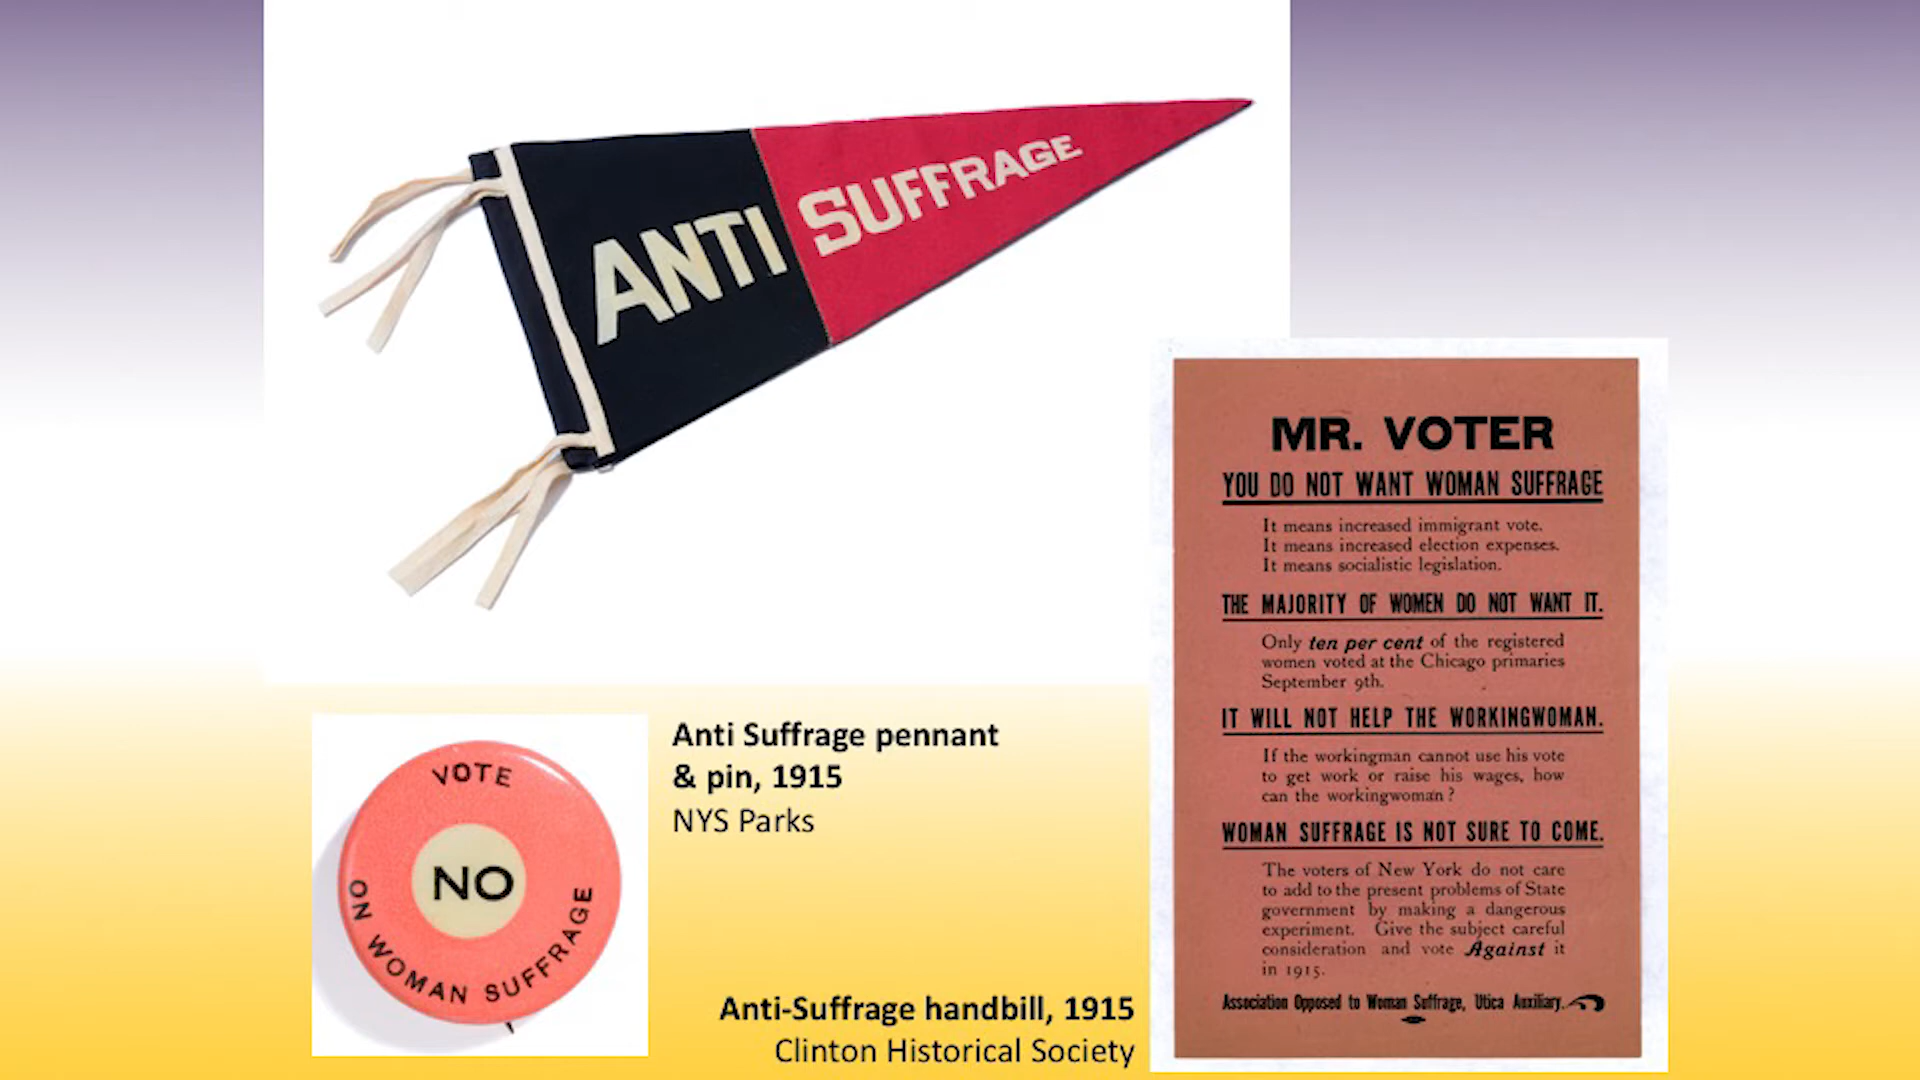 ANTI SUFFRAGE
MR. VOTER
YOU DO NOT WANT WOMAN SUFFRAGE
It means increased immigrant vote.
It means increased election expenses.
It means socialistic legislation.
THE MAJORITY OF WOMEN DO NOT WANT IT.
Only ten per cent of the registered
women voted at the Chicago primaries
September 9th.
IT WILL NOT HELP THE WORKINGWOMAN.
If the workingman cannot use his vote
to get work or raise his wages, how
can the workingwoman?
WOMAN SUFFRAGE IS NOT SURE TO COME.
The voters of New York do not care
to add to the present problems of State
government by making a dangerous
experiment. Give the subject careful
consideration and vote Against it
in 1915.
Association Opposed to Woman Suffrage, Utica Auxiliary.
VOTE
NO
ON WOMAN SUFFRAGE
Anti Suffrage pennant
& pin, 1915
NYS Parks
Anti-Suffrage handbill, 1915
Clinton Historical Society